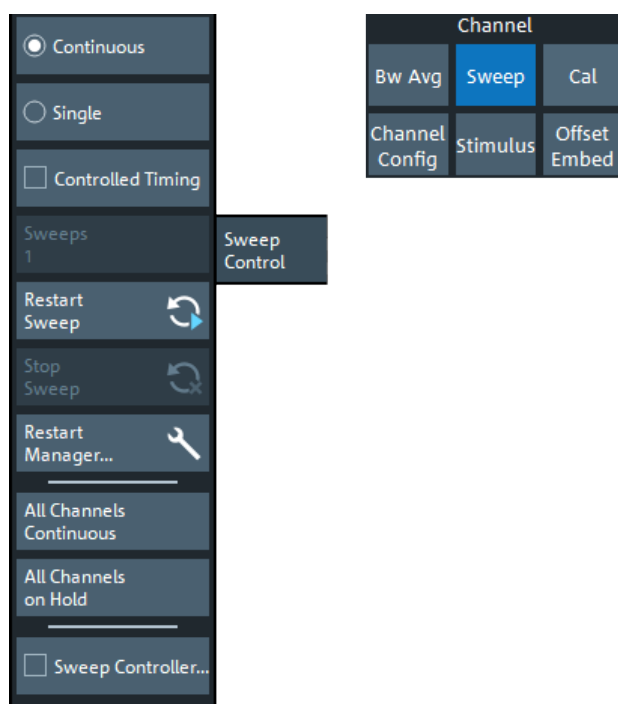 Continuous
Single
Controlled Timing
Sweeps
1
Restart
Sweep
Stop
Sweep
Restart
Manager...
All Channels
Continuous
All Channels
on Hold
Sweep Controller...
Sweep
Control
Channel
Bw Avg
Sweep
Cal
Channel
Config
Stimulus
Offset
Embed